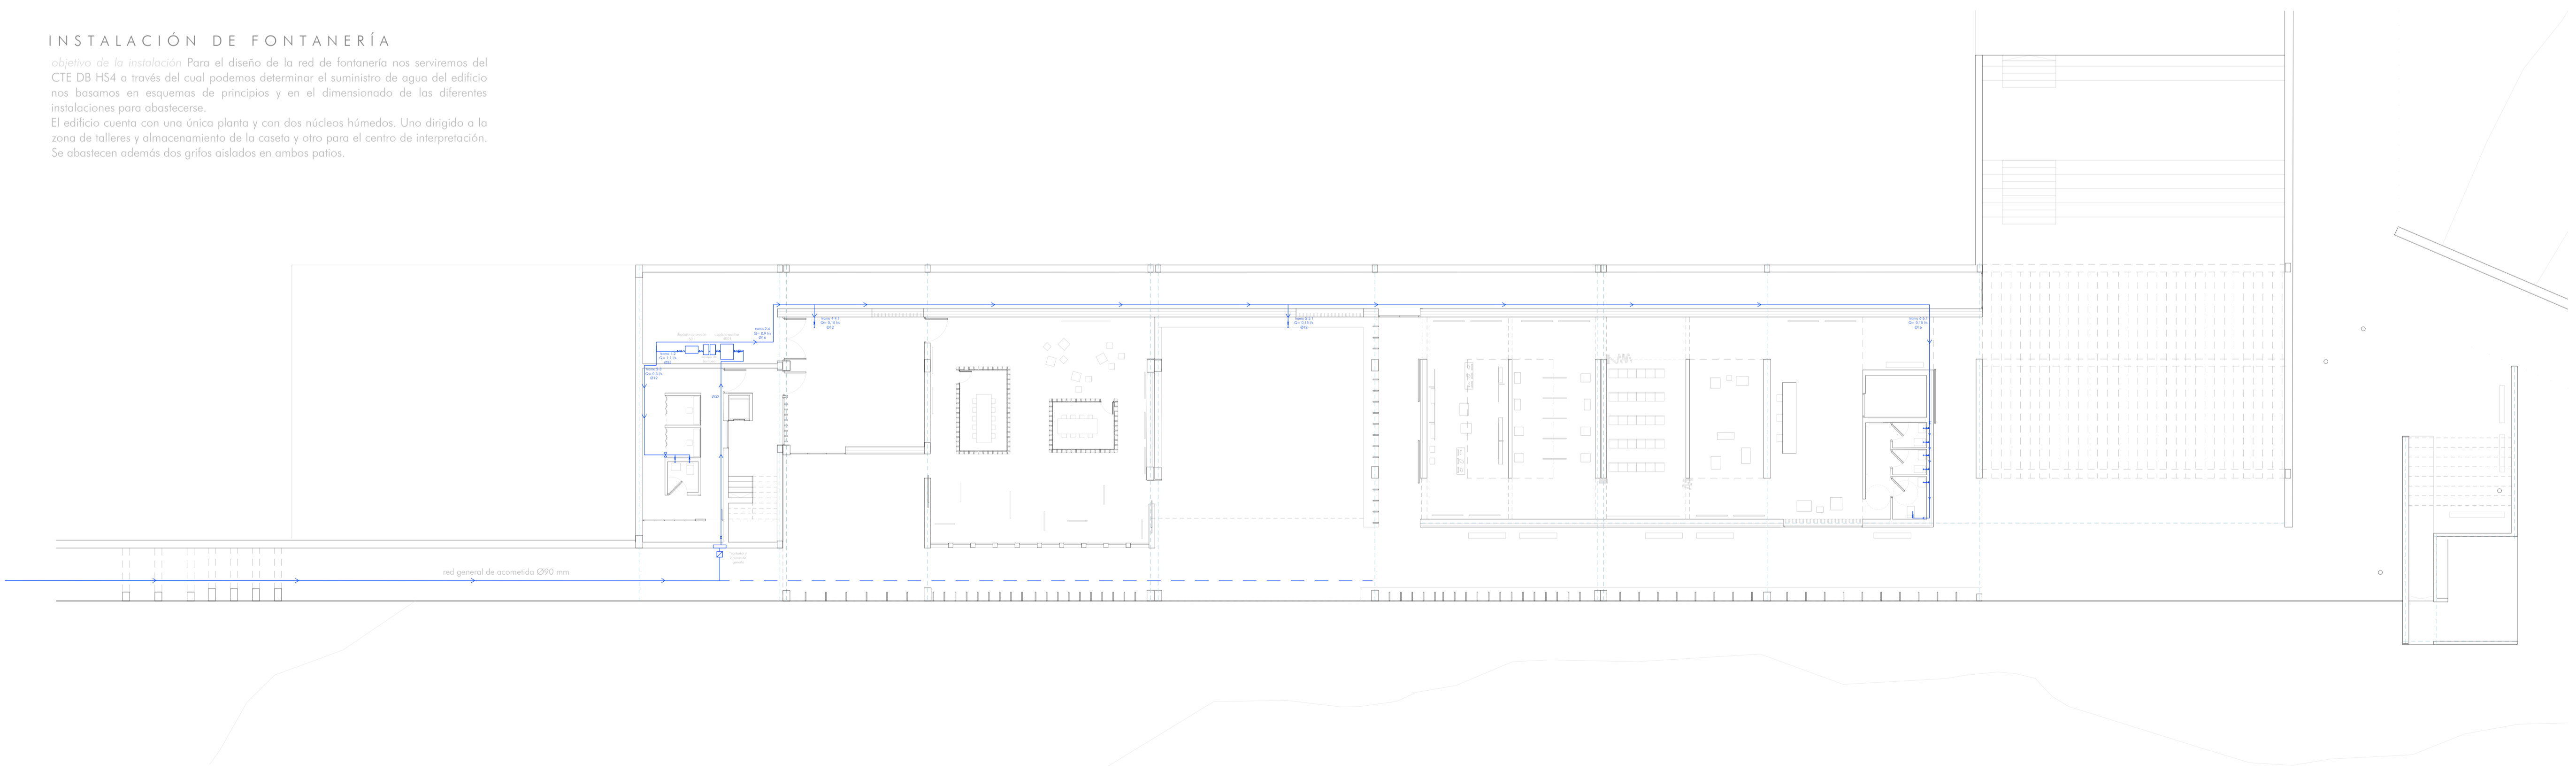 INSTALACIÓN DE FONTANERÍA
objetivo de la instalación Para el diseño de la red de fontanería nos serviremos del
CTE DB HS4 a través del cual podemos determinar el suministro de agua del edificio
nos basamos en esquemas de principios y en el dimensionado de las diferentes
instalaciones para abastecerse.
El edificio cuenta con una única planta y con dos núcleos húmedos. Uno dirigido a la
zona de talleres y almacenamiento de la caseta y otro para el centro de interpretación.
Se abastecen además dos grifos aislados en ambos patios.
red general de acometida Ø90 mm